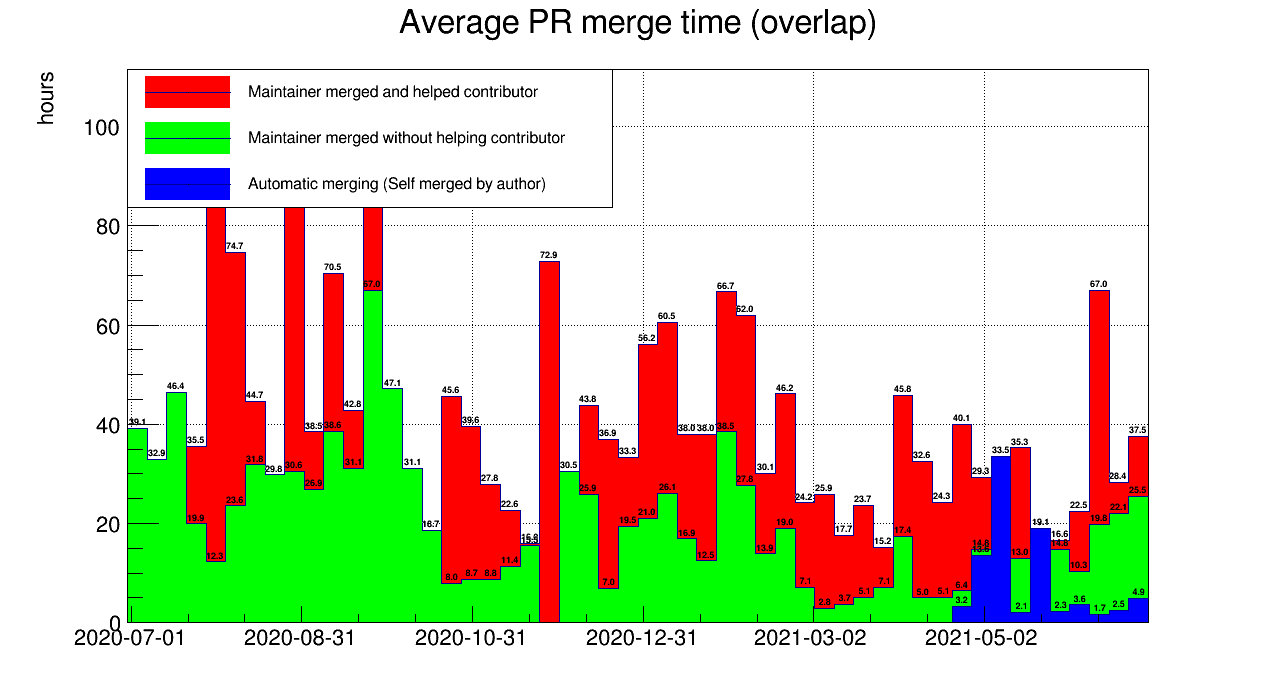 Average PR merge time (overlap)
hours
Maintainer merged and helped contributor
Maintainer merged without helping contributor
Automatic merging (Self merged by author)
100
80
60
40
20
0
39.1 32.9 46.4 35.5 74.7 44.7 29.8 38.5 70.5 42.8 47.1 31.1 16.7 45.6 39.6 27.8 22.6 72.9 30.5 43.8 36.9 33.3 56.2 60.5 38.0 38.0 66.7 62.0 30.1 46.2 24.2 25.9 17.7 23.7 15.2 45.8 32.6 24.3 40.1 29.3 33.5 35.3 19.1 16.6 22.5 67.0 28.4 37.5
19.9 12.3 23.6 31.8 30.6 26.9 38.6 31.1 67.0 8.0 8.7 8.8 11.4 25.9 7.0 19.5 21.0 26.1 16.9 12.5 38.5 27.8 13.9 19.0 7.1 2.8 3.7 5.1 7.1 17.4 5.0 5.1 6.4 14.8 13.0 14.8 10.3 19.8 22.1 25.5
3.2 13.6 2.1 2.3 3.6 1.7 2.5 4.9
2020-07-01 2020-08-31 2020-10-31 2020-12-31 2021-03-02 2021-05-02